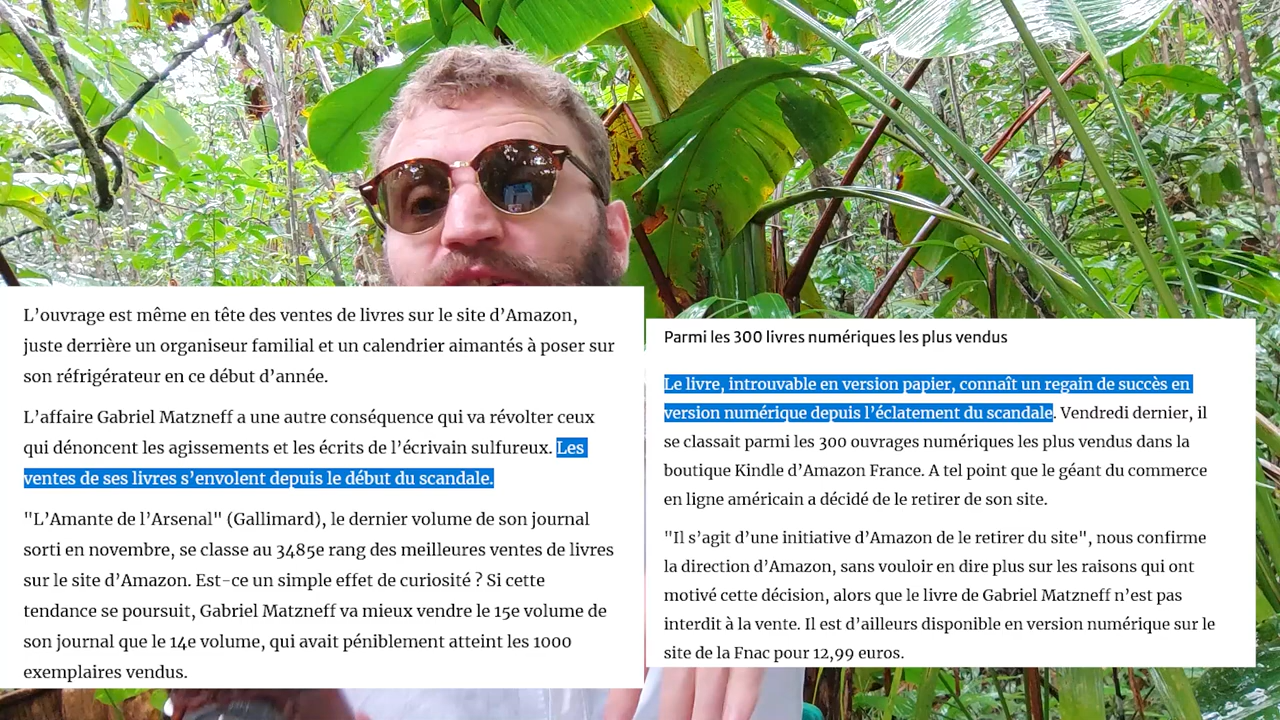 L’ouvrage est même en tête des ventes de livres sur le site d’Amazon,
juste derrière un organiseur familial et un calendrier aimantés à poser sur
son réfrigérateur en ce début d’année.
L’affaire Gabriel Matzneff a une autre conséquence qui va révolter ceux
qui dénoncent les agissements et les écrits de l’écrivain sulfureux. Les
ventes de ses livres s’envolent depuis le début du scandale.
"L’Amante de l’Arsenal" (Gallimard), le dernier volume de son journal
sorti en novembre, se classe au 3485e rang des meilleures ventes de livres
sur le site d’Amazon. Est-ce un simple effet de curiosité ? Si cette
tendance se poursuit, Gabriel Matzneff va mieux vendre le 15e volume de
son journal que le 14e volume, qui avait péniblement atteint les 1000
exemplaires vendus.
Parmi les 300 livres numériques les plus vendus
Le livre, introuvable en version papier, connaît un regain de succès en
version numérique depuis l’éclatement du scandale. Vendredi dernier, il
se classait parmi les 300 ouvrages numériques les plus vendus dans la
boutique Kindle d’Amazon France. A tel point que le géant du commerce
en ligne américain a décidé de le retirer de son site.
"Il s’agit d’une initiative d’Amazon de le retirer du site", nous confirme
la direction d’Amazon, sans vouloir en dire plus sur les raisons qui ont
motivé cette décision, alors que le livre de Gabriel Matzneff n’est pas
interdit à la vente. Il est d’ailleurs disponible en version numérique sur le
site de la Fnac pour 12,99 euros.